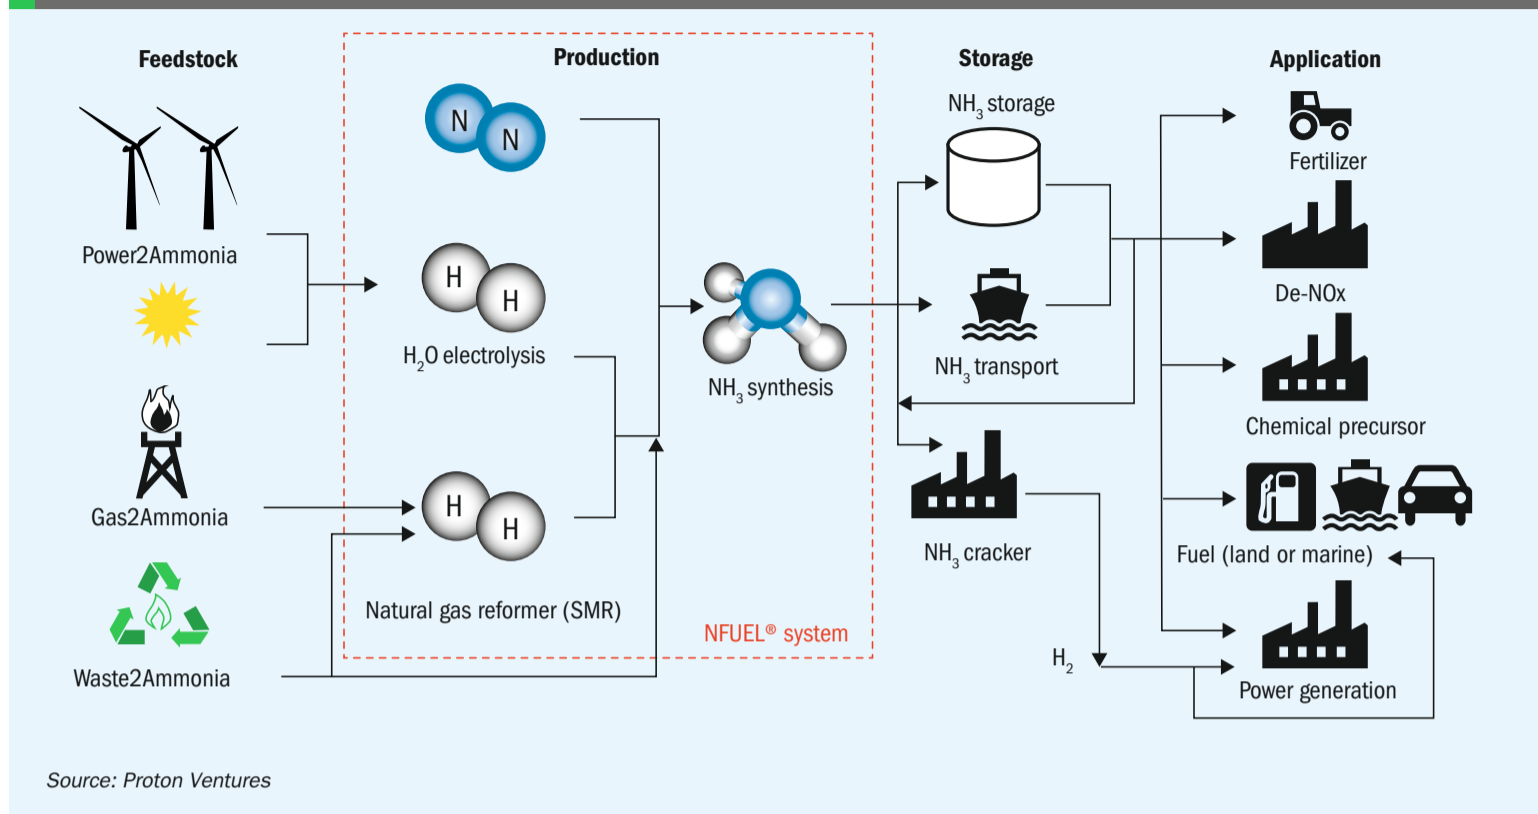 Feedstock
Production
Storage
Application
N
N
NH₃ storage
Fertilizer
Power2Ammonia
H
H
De-NOx
H₂O electrolysis
NH₃ synthesis
NH₃ transport
Chemical precursor
Gas2Ammonia
H
H
NH₃ cracker
Fuel (land or marine)
Natural gas reformer (SMR)
NFUEL® system
H₂
Waste2Ammonia
Power generation
Source: Proton Ventures